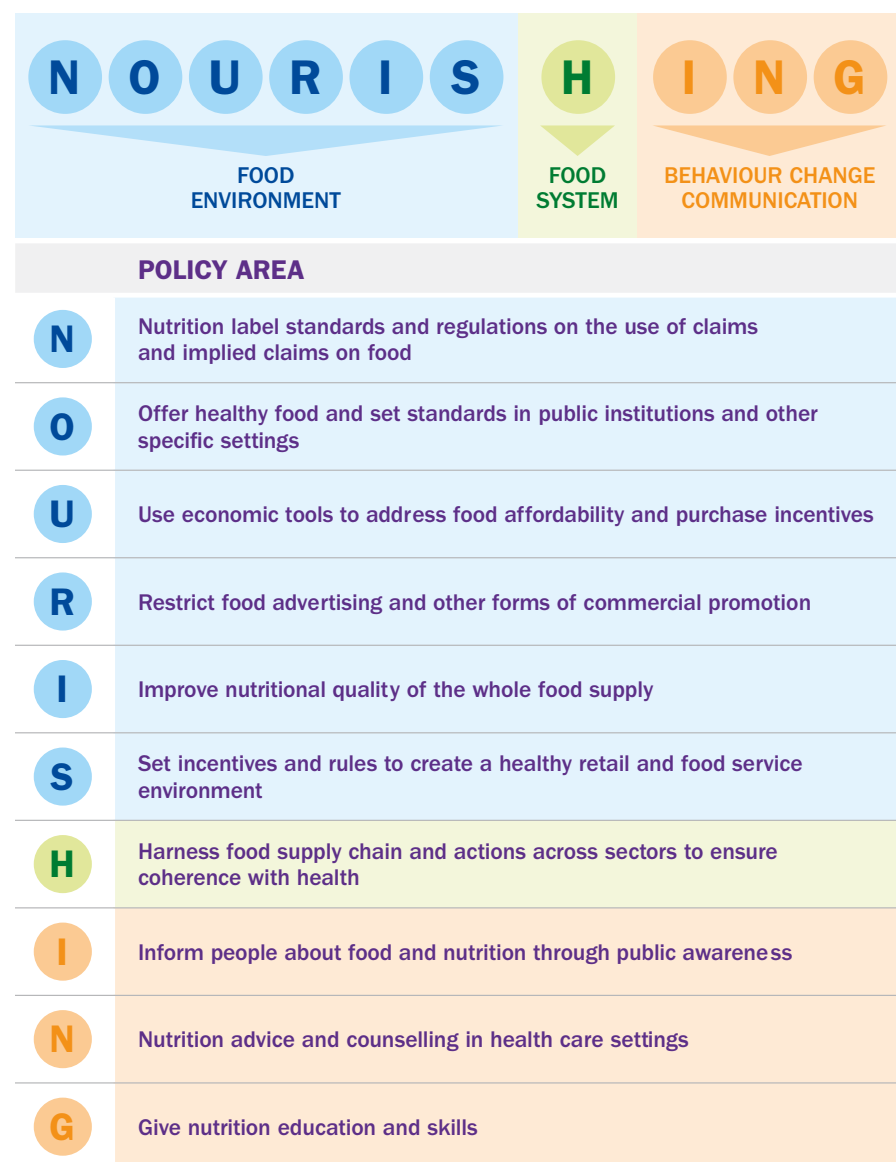 N O U R I S H I N G
FOOD
ENVIRONMENT
FOOD
SYSTEM
BEHAVIOUR CHANGE
COMMUNICATION
POLICY AREA
N
Nutrition label standards and regulations on the use of claims
and implied claims on food
O
Offer healthy food and set standards in public institutions and other
specific settings
U
Use economic tools to address food affordability and purchase incentives
R
Restrict food advertising and other forms of commercial promotion
I
Improve nutritional quality of the whole food supply
S
Set incentives and rules to create a healthy retail and food service
environment
H
Harness food supply chain and actions across sectors to ensure
coherence with health
I
Inform people about food and nutrition through public awareness
N
Nutrition advice and counselling in health care settings
G
Give nutrition education and skills